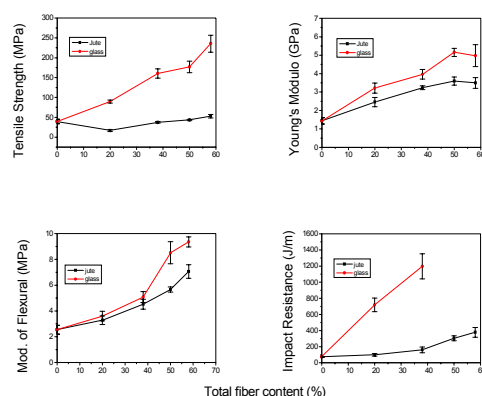 Tensile Strength (MPa)
300
250
200
150
100
50
0
Jute
glass
0 10 20 30 40 50 60
Young's Módulo (GPa)
6
5
4
3
2
1
0
Jute
glass
0 10 20 30 40 50 60
Mod. of Flexural (MPa)
10
8
6
4
2
0
jute
glass
0 10 20 30 40 50 60
Impact Resistance (J/m)
1600
1400
1200
1000
800
600
400
200
0
jute
glass
0 10 20 30 40 50 60
Total fiber content (%)